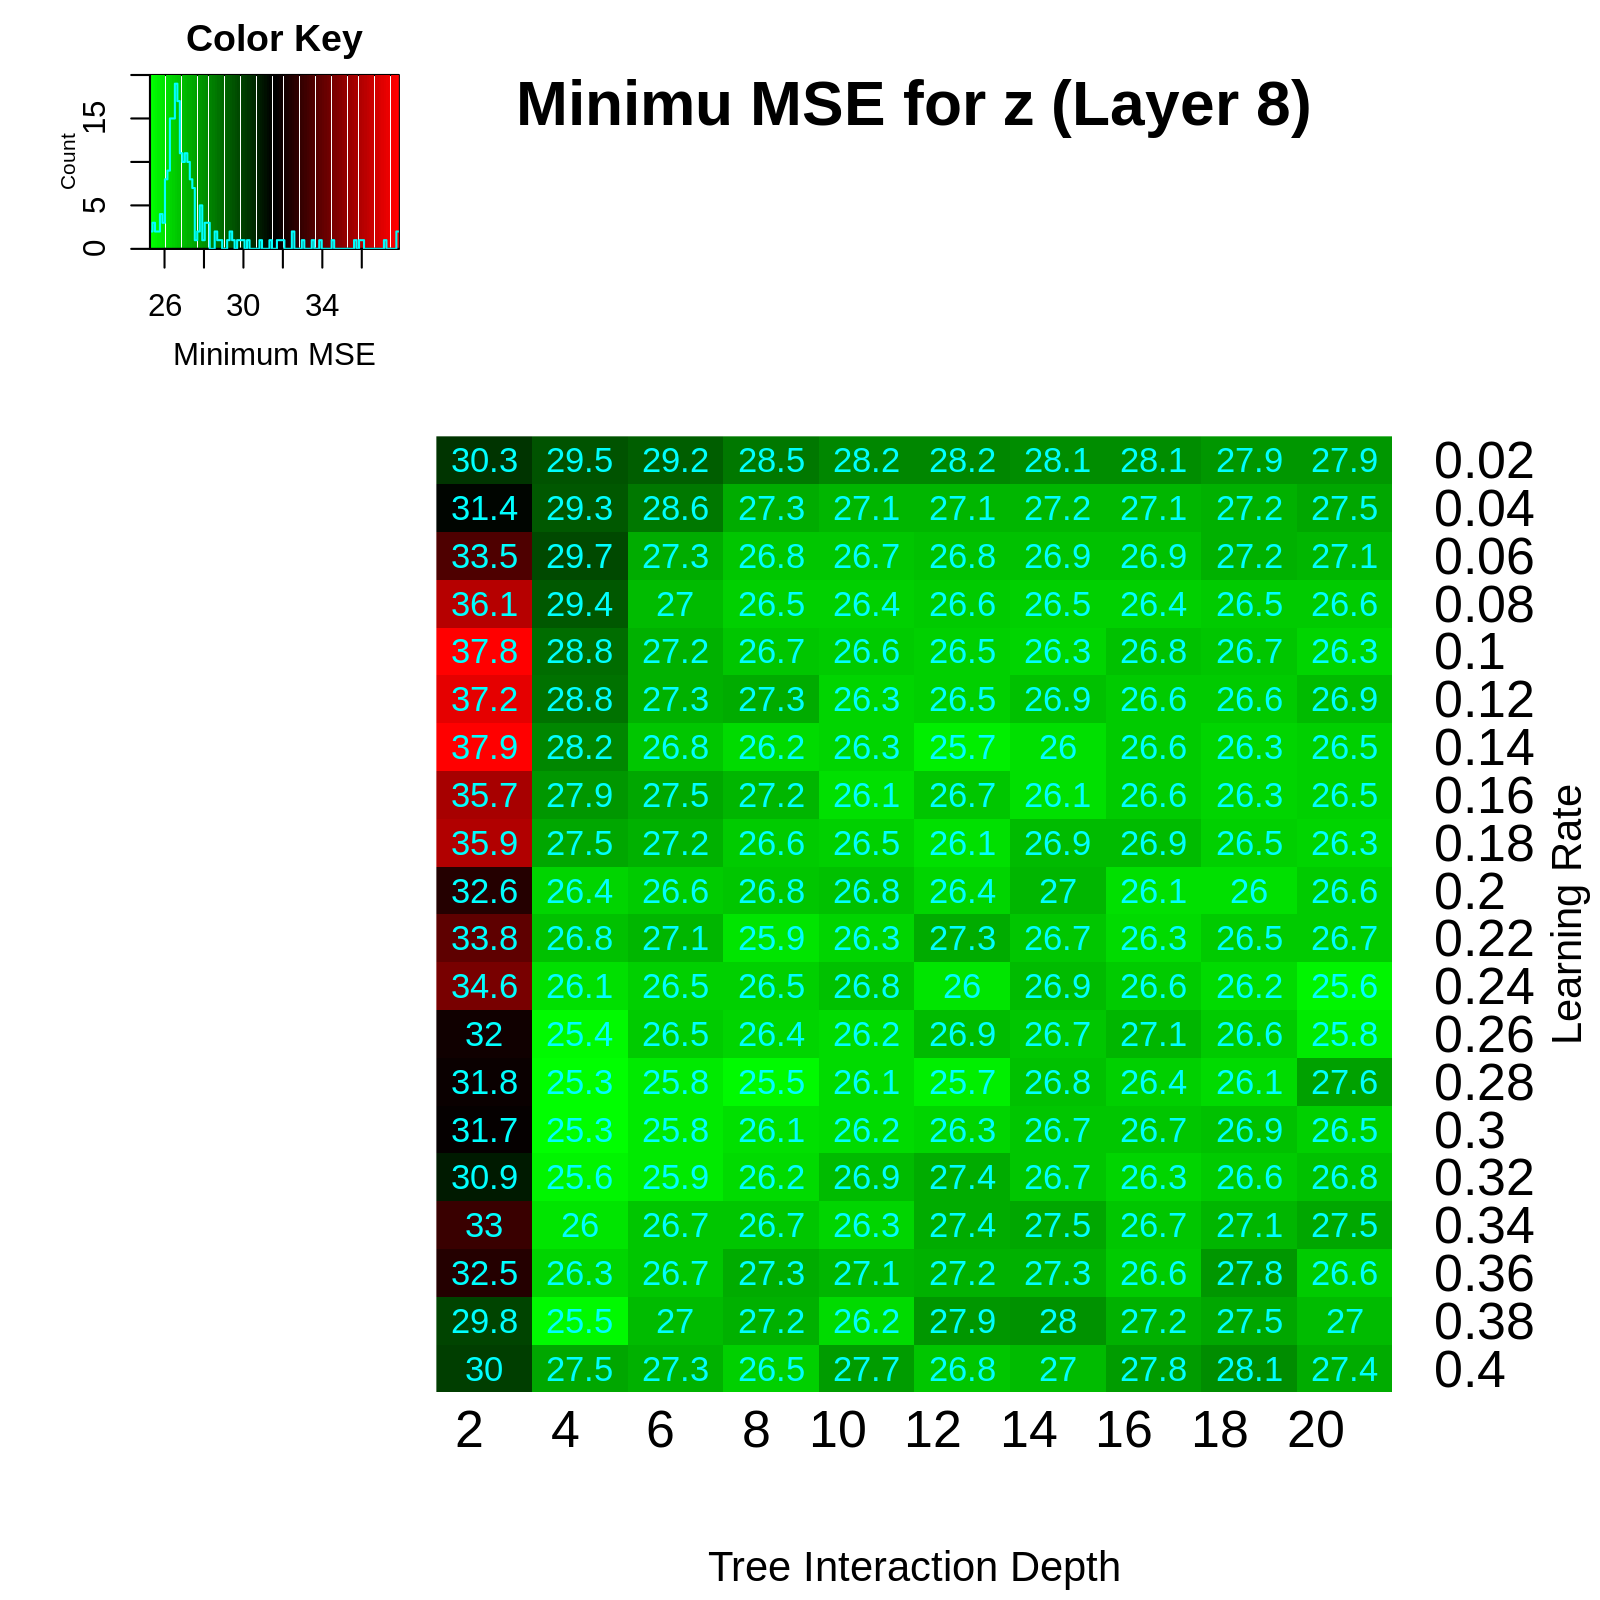 Color Key
Minimu MSE for z (Layer 8)
Count
0 5 15
26 30 34
Minimum MSE
30.3 29.5 29.2 28.5 28.2 28.2 28.1 28.1 27.9 27.9 0.02
31.4 29.3 28.6 27.3 27.1 27.1 27.2 27.1 27.2 27.5 0.04
33.5 29.7 27.3 26.8 26.7 26.8 26.9 26.9 27.2 27.1 0.06
36.1 29.4 27 26.5 26.4 26.6 26.5 26.4 26.5 26.6 0.08
37.8 28.8 27.2 26.7 26.6 26.5 26.3 26.8 26.7 26.3 0.1
37.2 28.8 27.3 27.3 26.3 26.5 26.9 26.6 26.6 26.9 0.12
37.9 28.2 26.8 26.2 26.3 25.7 26 26.6 26.3 26.5 0.14
35.7 27.9 27.5 27.2 26.1 26.7 26.1 26.6 26.3 26.5 0.16
35.9 27.5 27.2 26.6 26.5 26.1 26.9 26.9 26.5 26.3 0.18
32.6 26.4 26.6 26.8 26.8 26.4 27 26.1 26 26.6 0.2
33.8 26.8 27.1 25.9 26.3 27.3 26.7 26.3 26.5 26.7 0.22
34.6 26.1 26.5 26.5 26.8 26 26.9 26.6 26.2 25.6 0.24
32 25.4 26.5 26.4 26.2 26.9 26.7 27.1 26.6 25.8 0.26
31.8 25.3 25.8 25.5 26.1 25.7 26.8 26.4 26.1 27.6 0.28
31.7 25.3 25.8 26.1 26.2 26.3 26.7 26.7 26.9 26.5 0.3
30.9 25.6 25.9 26.2 26.9 27.4 26.7 26.3 26.6 26.8 0.32
33 26 26.7 26.7 26.3 27.4 27.5 26.7 27.1 27.5 0.34
32.5 26.3 26.7 27.3 27.1 27.2 27.3 26.6 27.8 26.6 0.36
29.8 25.5 27 27.2 26.2 27.9 28 27.2 27.5 27 0.38
30 27.5 27.3 26.5 27.7 26.8 27 27.8 28.1 27.4 0.4
Learning Rate
2 4 6 8 10 12 14 16 18 20
Tree Interaction Depth